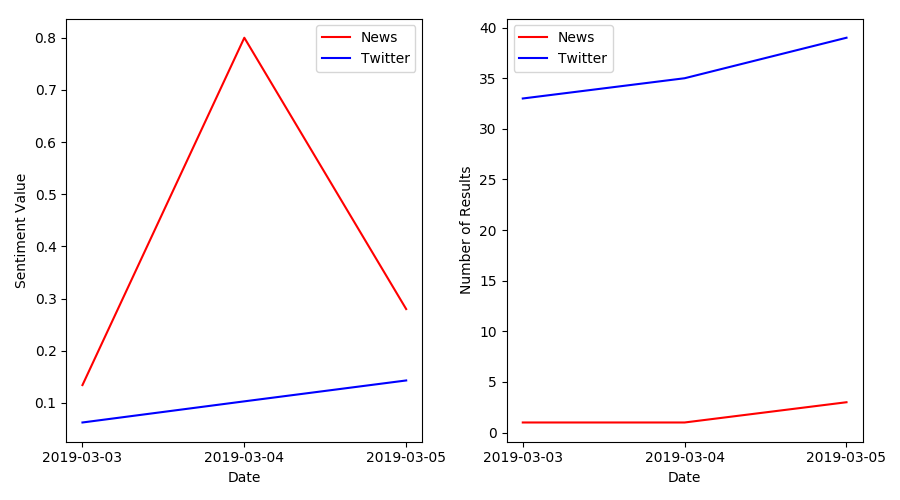 News
Twitter
0.8
0.7
0.6
0.5
0.4
0.3
0.2
0.1
Sentiment Value
2019-03-03
2019-03-04
2019-03-05
Date
News
Twitter
40
35
30
25
20
15
10
5
0
Number of Results
2019-03-03
2019-03-04
2019-03-05
Date